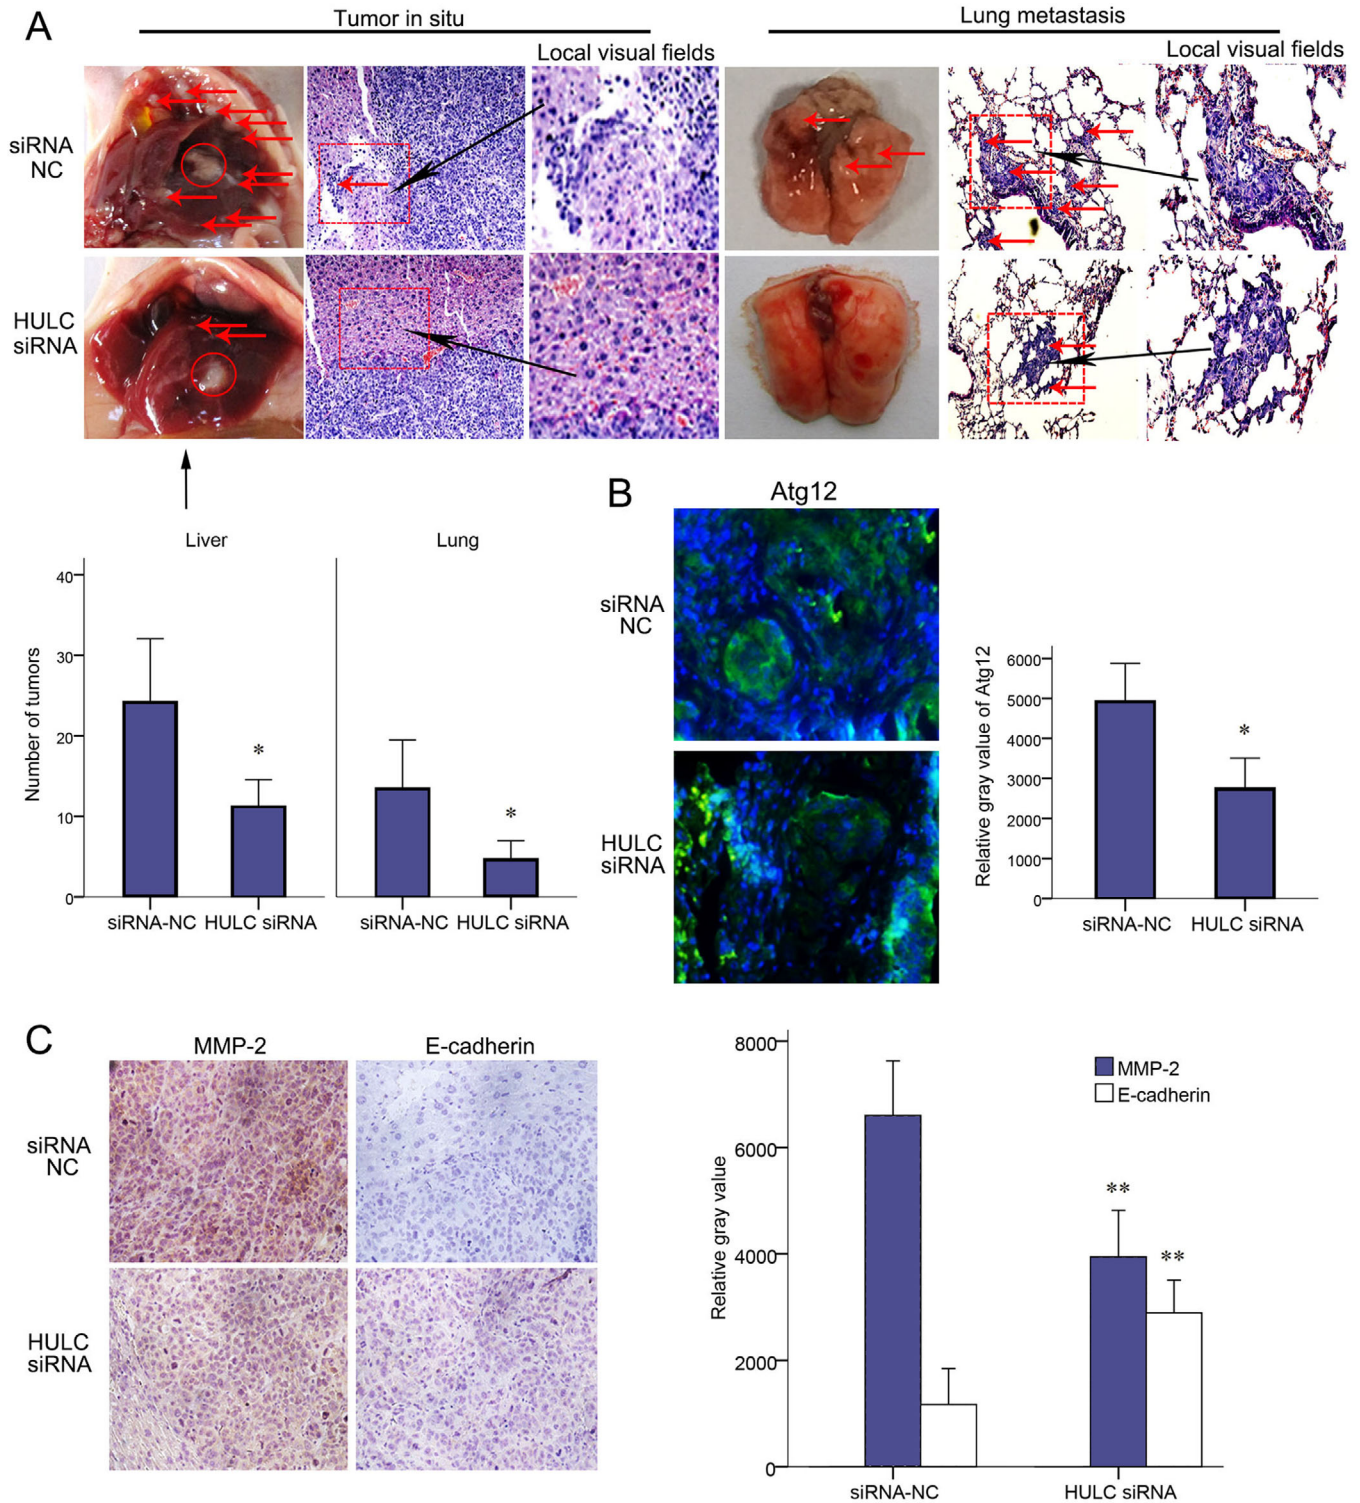 A
Tumor in situ
Lung metastasis
Local visual fields
Local visual fields
siRNA
NC
HULC
siRNA
Liver
Lung
Number of tumors
40
30
20
10
0
*
*
siRNA-NC HULC siRNA
siRNA-NC HULC siRNA
B
Atg12
siRNA
NC
HULC
siRNA
Relative gray value of Atg12
6000
5000
4000
3000
2000
1000
0
*
siRNA-NC HULC siRNA
C
MMP-2
E-cadherin
siRNA
NC
HULC
siRNA
Relative gray value
8000
6000
4000
2000
0
MMP-2
E-cadherin
**
**
siRNA-NC
HULC siRNA